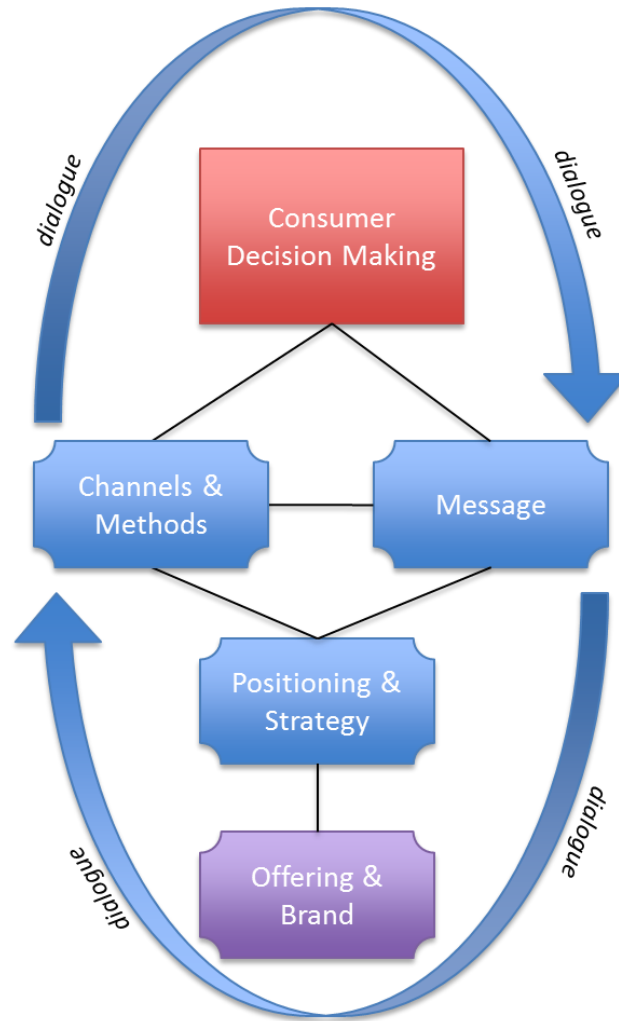 dialogue
dialogue
Consumer
Decision Making
Channels &
Methods
Message
Positioning &
Strategy
dialogue
dialogue
Offering &
Brand